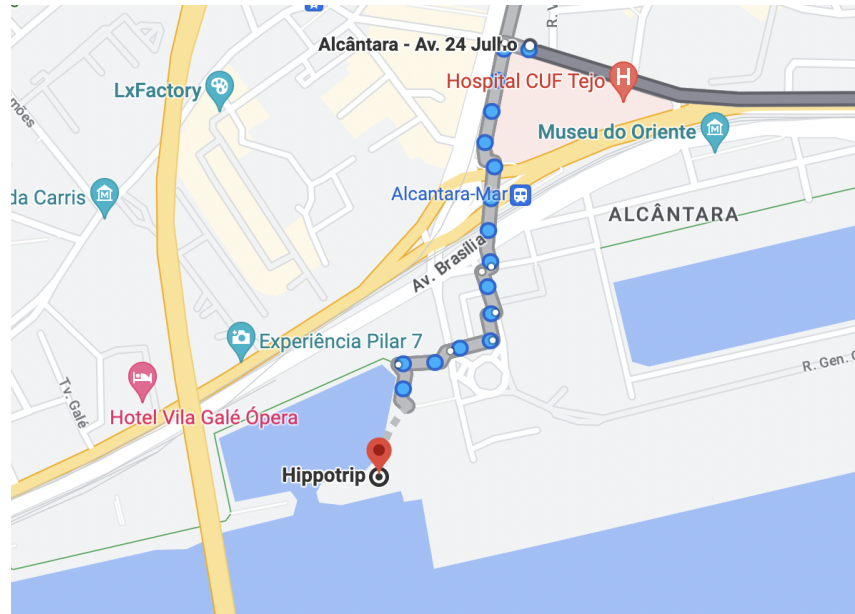 Alcântara - Av. 24 Julho
R. V
Hospital CUF Tejo
H
LxFactory
mões
Museu do Oriente
M
da Carris
M
Alcantara-Mar
ALCÂNTARA
Av. Brasília
Experiência Pilar 7
R. Gen. G
Tv. Galé
Hotel Vila Galé Ópera
Hippotrip